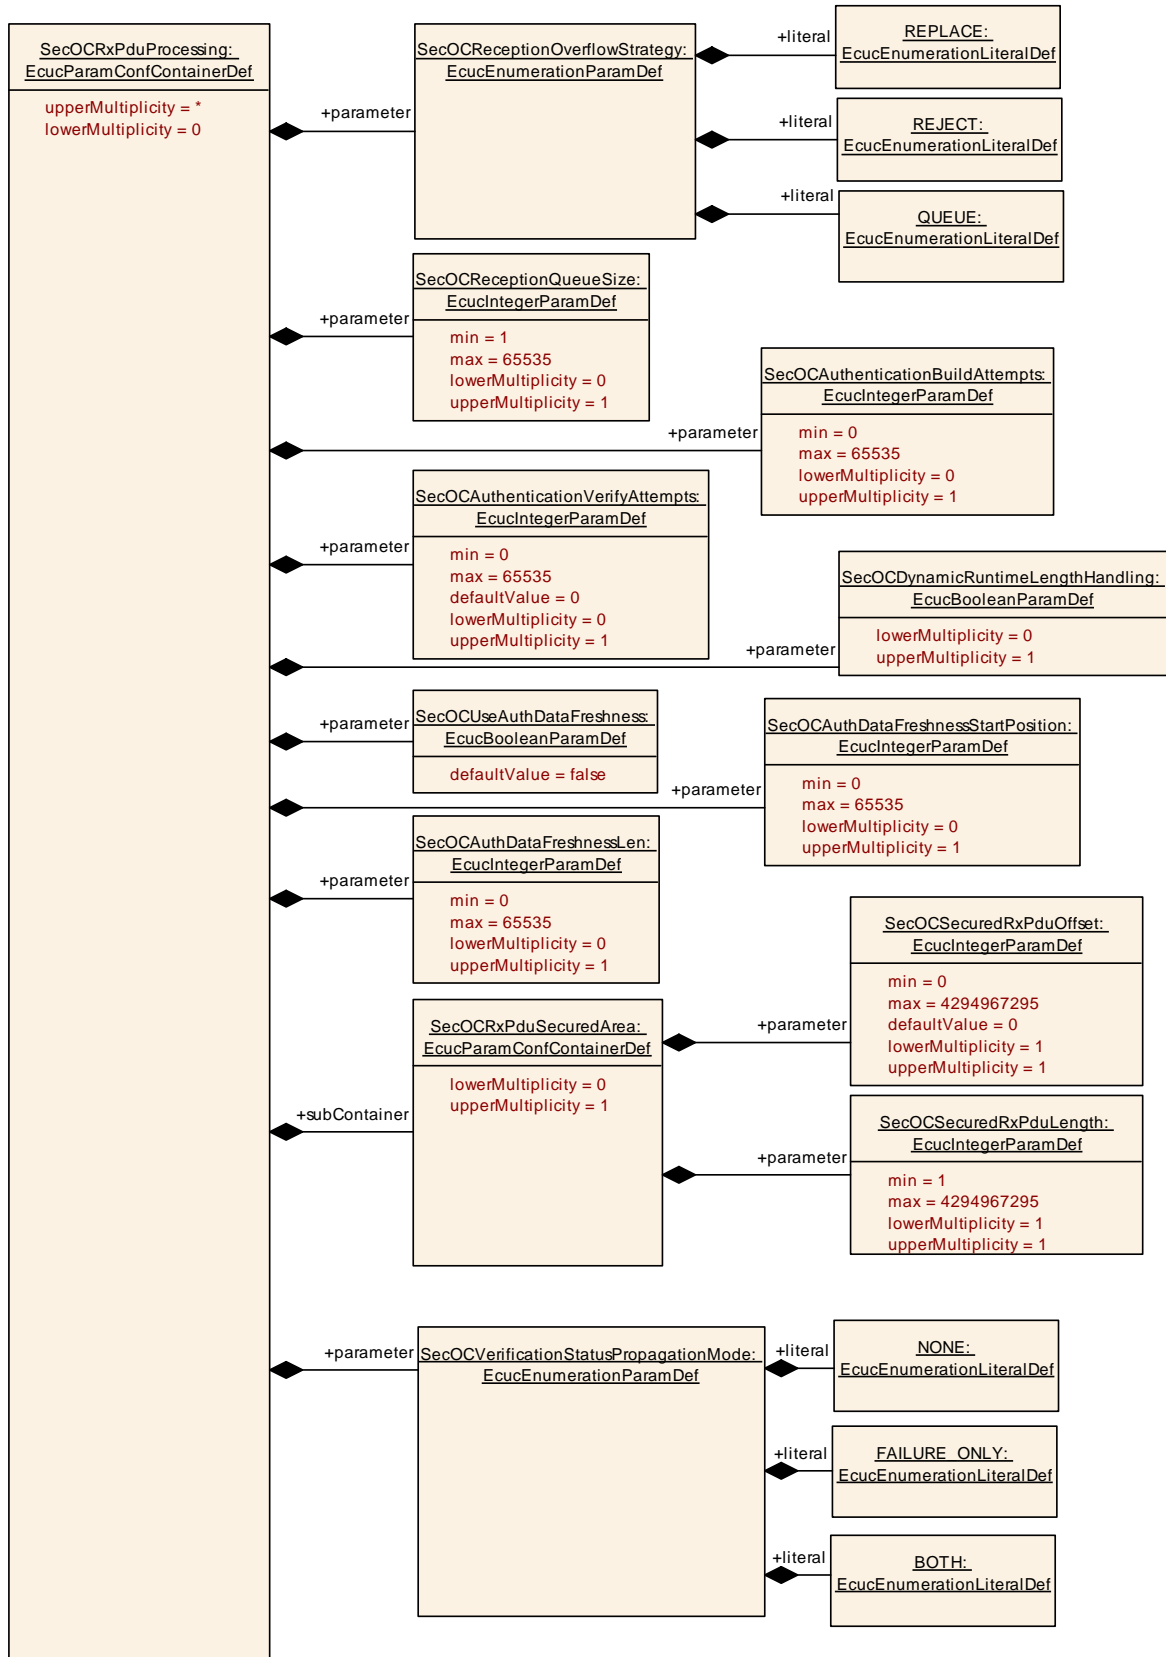 SecOCRxPduProcessing:
EcucParamConfContainerDef
upperMultiplicity = *
lowerMultiplicity = 0
+parameter
SecOCReceptionOverflowStrategy:
EcucEnumerationParamDef
+literal
REPLACE:
EcucEnumerationLiteralDef
+literal
REJECT:
EcucEnumerationLiteralDef
+literal
QUEUE:
EcucEnumerationLiteralDef
+parameter
SecOCReceptionQueueSize:
EcucIntegerParamDef
min = 1
max = 65535
lowerMultiplicity = 0
upperMultiplicity = 1
+parameter
SecOCAuthenticationBuildAttempts:
EcucIntegerParamDef
min = 0
max = 65535
lowerMultiplicity = 0
upperMultiplicity = 1
+parameter
SecOCAuthenticationVerifyAttempts:
EcucIntegerParamDef
min = 0
max = 65535
defaultValue = 0
lowerMultiplicity = 0
upperMultiplicity = 1
+parameter
SecOCDynamicRuntimeLengthHandling:
EcucBooleanParamDef
lowerMultiplicity = 0
upperMultiplicity = 1
+parameter
SecOCUseAuthDataFreshness:
EcucBooleanParamDef
defaultValue = false
+parameter
SecOCAuthDataFreshnessStartPosition:
EcucIntegerParamDef
min = 0
max = 65535
lowerMultiplicity = 0
upperMultiplicity = 1
+parameter
SecOCAuthDataFreshnessLen:
EcucIntegerParamDef
min = 0
max = 65535
lowerMultiplicity = 0
upperMultiplicity = 1
+subContainer
SecOCRxPduSecuredArea:
EcucParamConfContainerDef
lowerMultiplicity = 0
upperMultiplicity = 1
+parameter
SecOCSecuredRxPduOffset:
EcucIntegerParamDef
min = 0
max = 4294967295
defaultValue = 0
lowerMultiplicity = 1
upperMultiplicity = 1
+parameter
SecOCSecuredRxPduLength:
EcucIntegerParamDef
min = 1
max = 4294967295
lowerMultiplicity = 1
upperMultiplicity = 1
+parameter
SecOCVerificationStatusPropagationMode:
EcucEnumerationParamDef
+literal
NONE:
EcucEnumerationLiteralDef
+literal
FAILURE_ONLY:
EcucEnumerationLiteralDef
+literal
BOTH:
EcucEnumerationLiteralDef